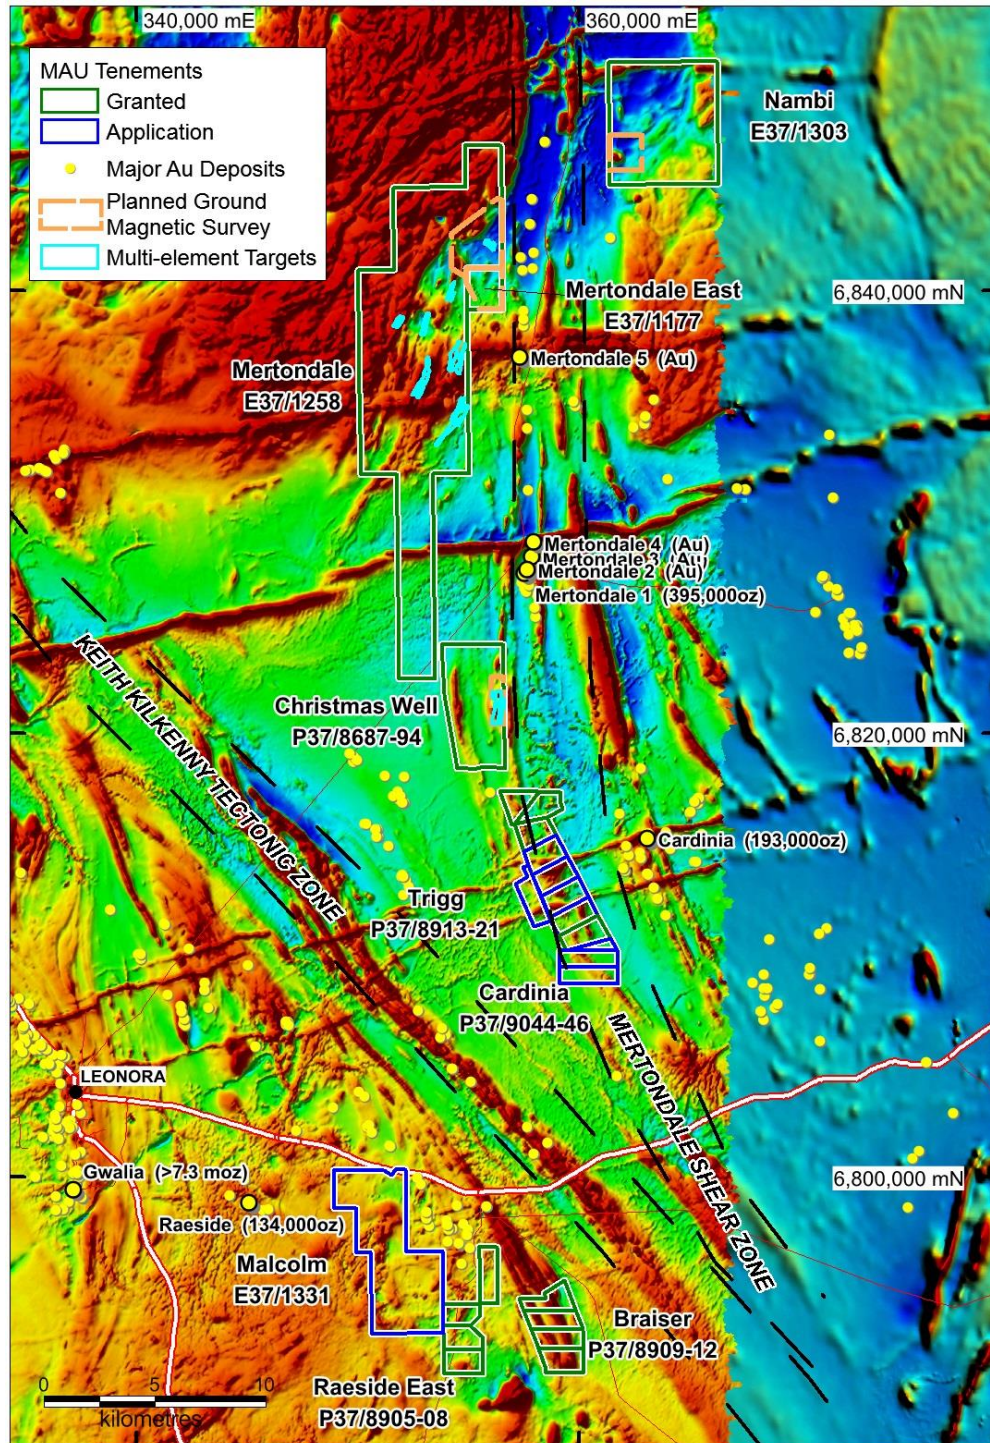 340,000 mE
360,000 mE
MAU Tenements
Granted
Application
Major Au Deposits
Planned Ground
Magnetic Survey
Multi-element Targets
Nambi
E37/1303
6,840,000 mN
Mertondale East
E37/1177
Mertondale 5 (Au)
Mertondale
E37/1258
Mertondale 4 (Au)
Mertondale 3 (Au)
Mertondale 2 (Au)
Mertondale 1 (395,000oz)
KEITH KILKENNY TECTONIC ZONE
Christmas Well
P37/8687-94
6,820,000 mN
Cardinia (193,000oz)
Trigg
P37/8913-21
Cardinia
P37/9044-46
MERTONDALE SHEAR ZONE
LEONORA
Gwalia (>7.3 moz)
6,800,000 mN
Raeside (134,000oz)
Malcolm
E37/1331
Braiser
P37/8909-12
Raeside East
P37/8905-08
0 5 10
kilometres